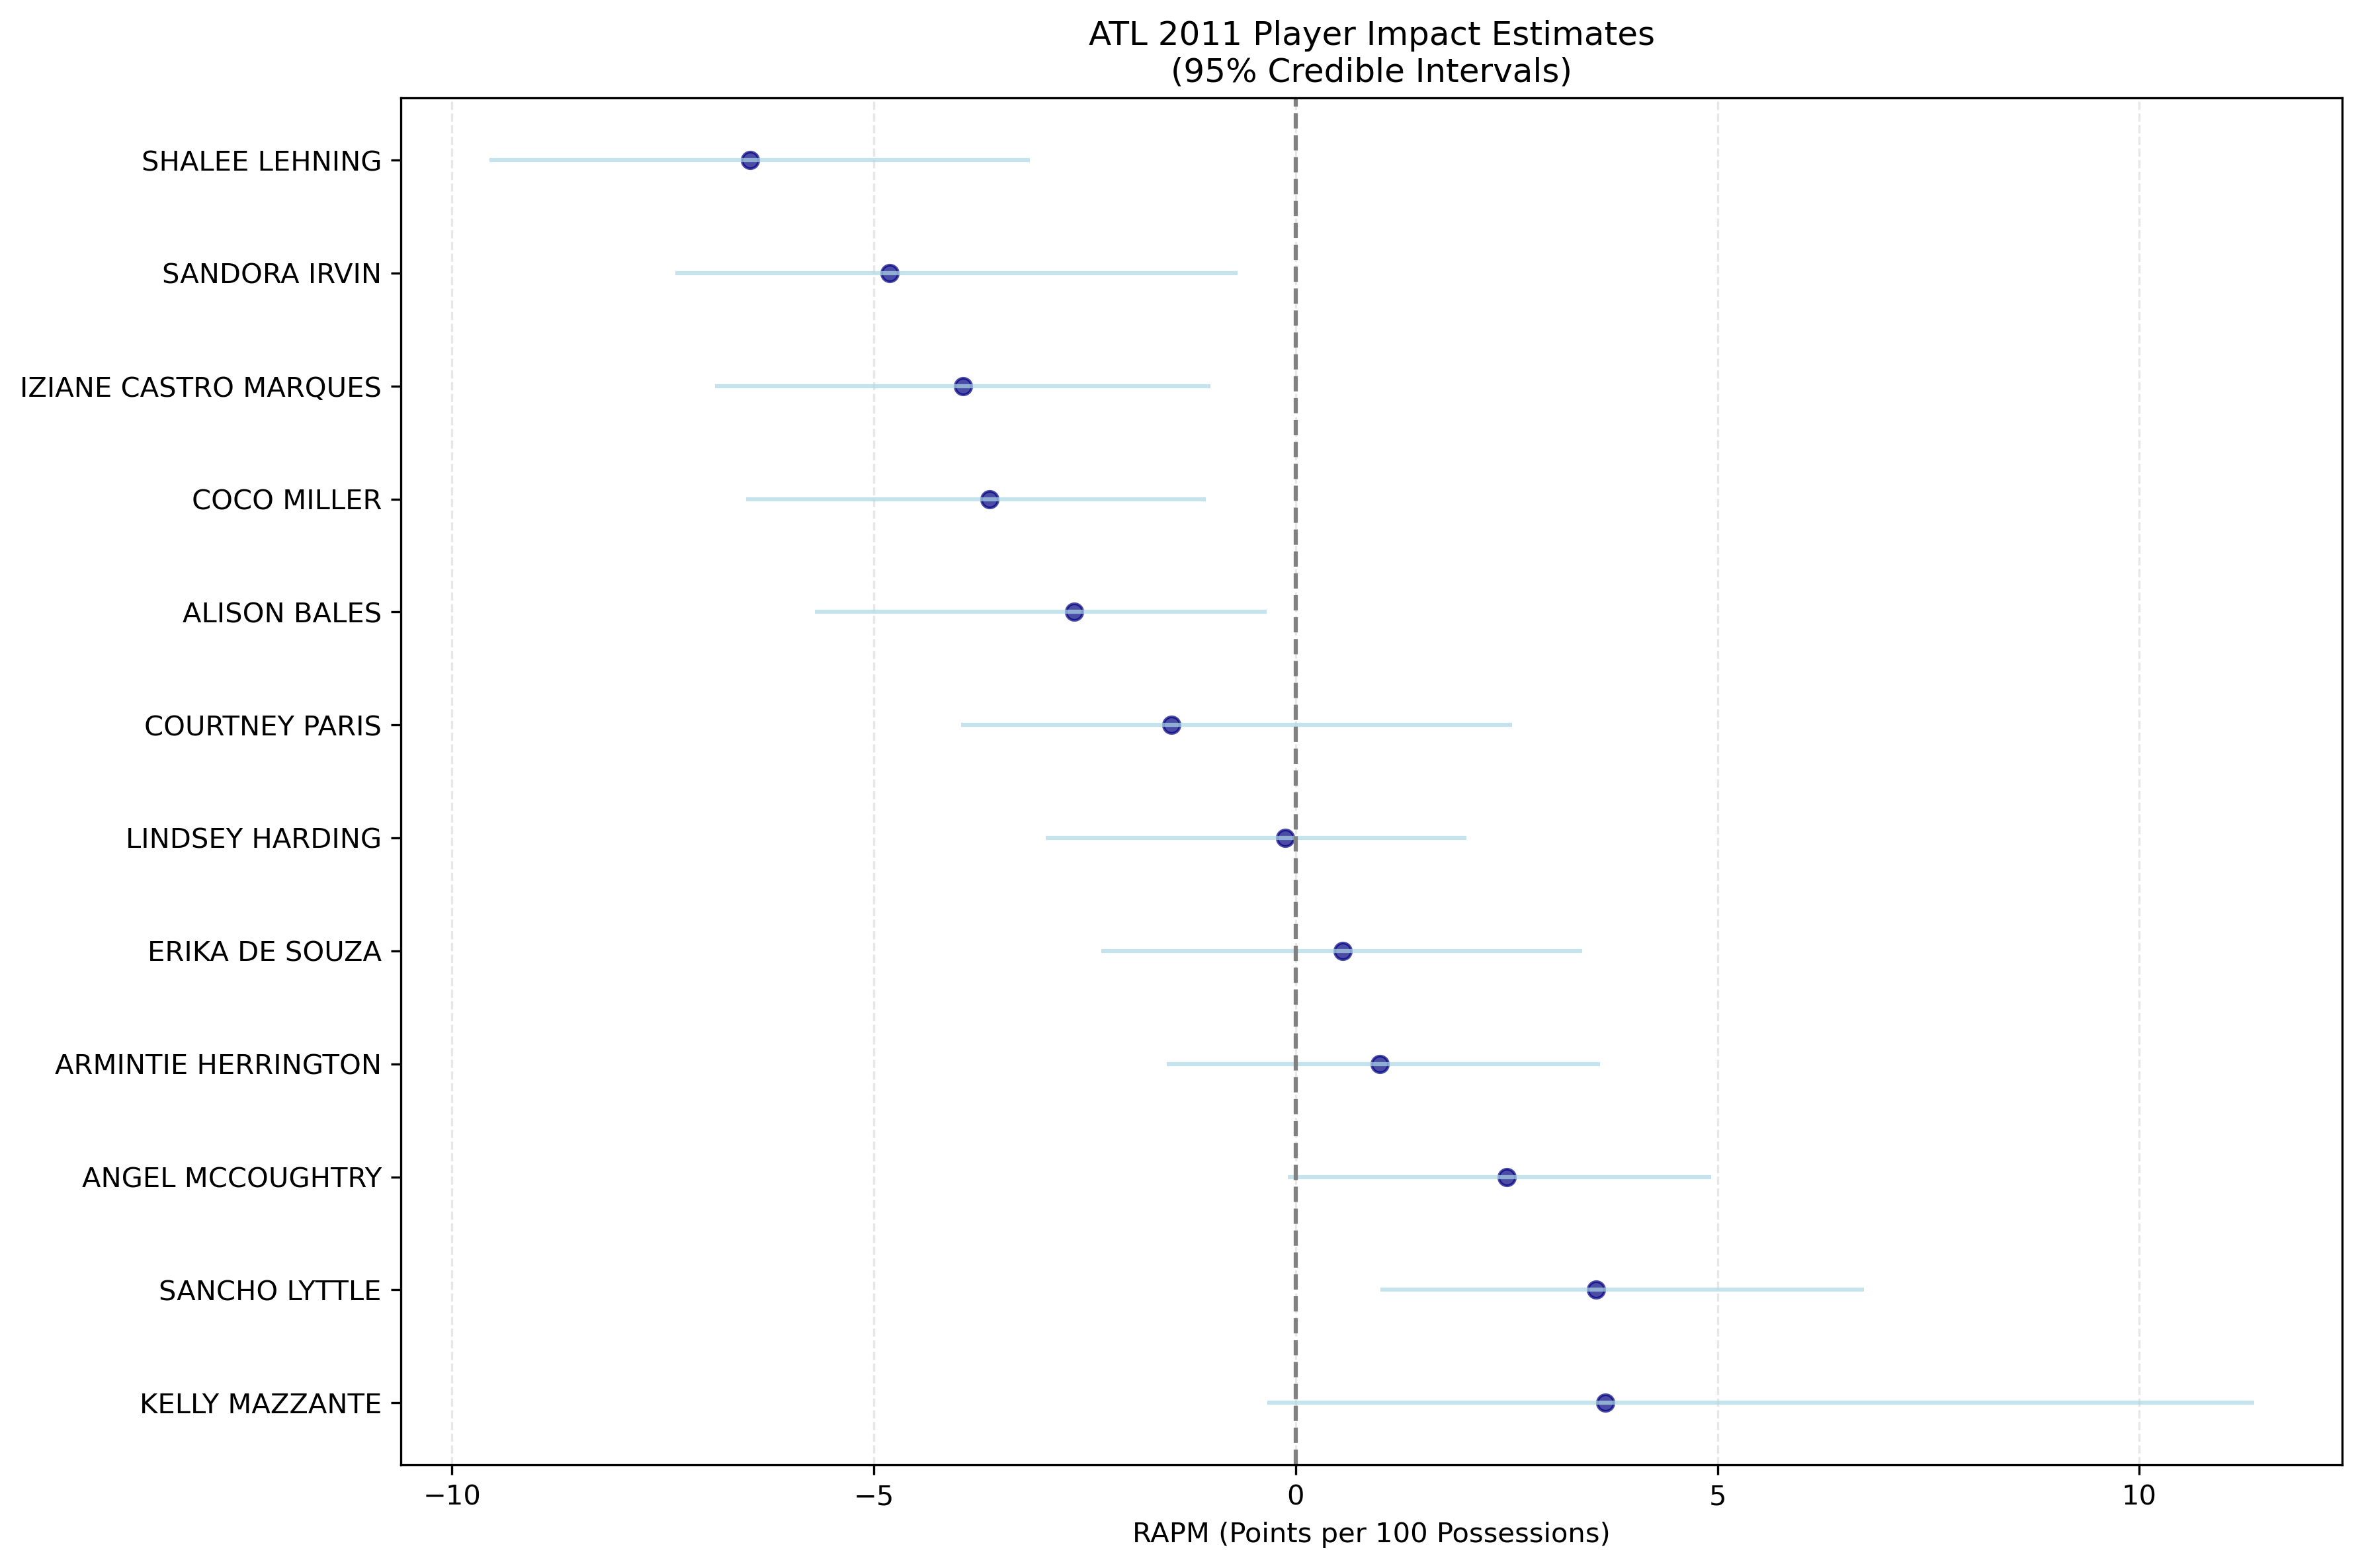 ATL 2011 Player Impact Estimates
(95% Credible Intervals)
SHALEE LEHNING
SANDORA IRVIN
IZIANE CASTRO MARQUES
COCO MILLER
ALISON BALES
COURTNEY PARIS
LINDSEY HARDING
ERIKA DE SOUZA
ARMINTIE HERRINGTON
ANGEL MCCOUGHTRY
SANCHO LYTTLE
KELLY MAZZANTE
−10 −5 0 5 10
RAPM (Points per 100 Possessions)